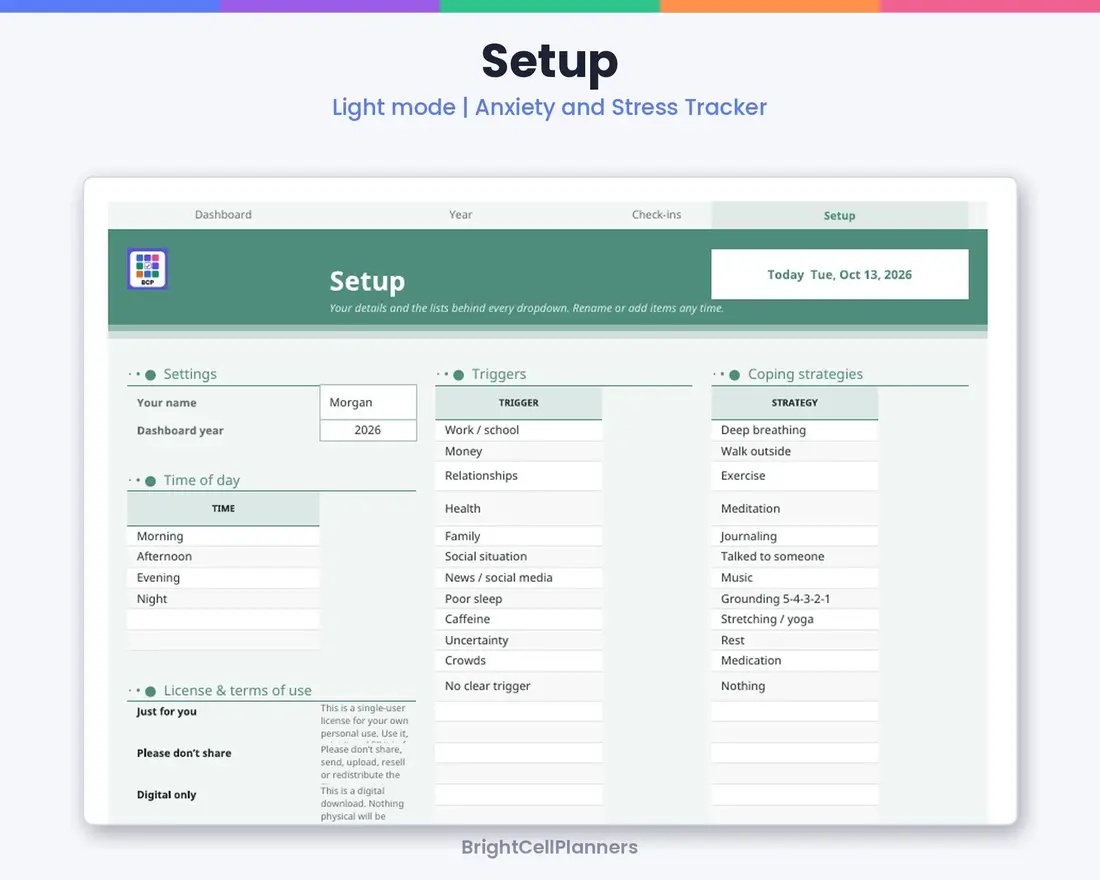 Setup
Light mode | Anxiety and Stress Tracker
Dashboard Year Check-ins Setup
BCP
Setup
Your details and the lists behind every dropdown. Rename or add items any time.
Today Tue, Oct 13, 2026
Settings
Your name Morgan
Dashboard year 2026
Time of day
TIME
Morning
Afternoon
Evening
Night
License & terms of use
Just for you
This is a single-user
license for your own
personal use. Use it,
Please don't share
Please don't share,
send, upload, resell
or redistribute the
Digital only
This is a digital
download. Nothing
physical will be
Triggers
TRIGGER
Work / school
Money
Relationships
Health
Family
Social situation
News / social media
Poor sleep
Caffeine
Uncertainty
Crowds
No clear trigger
Coping strategies
STRATEGY
Deep breathing
Walk outside
Exercise
Meditation
Journaling
Talked to someone
Music
Grounding 5-4-3-2-1
Stretching / yoga
Rest
Medication
Nothing
BrightCellPlanners